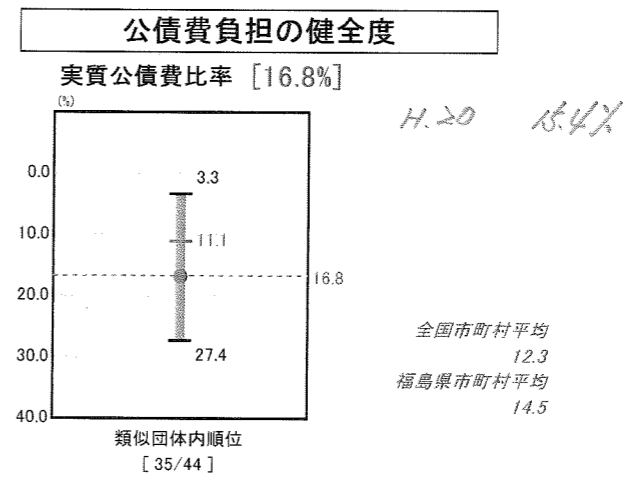 公債費負担の健全度
実質公債費比率 [16.8%]
(%)
H.20 15.4%
0.0
3.3
10.0
11.1
16.8
20.0
全国市町村平均
12.3
30.0
27.4
福島県市町村平均
14.5
40.0
類似団体内順位
[ 35/44 ]